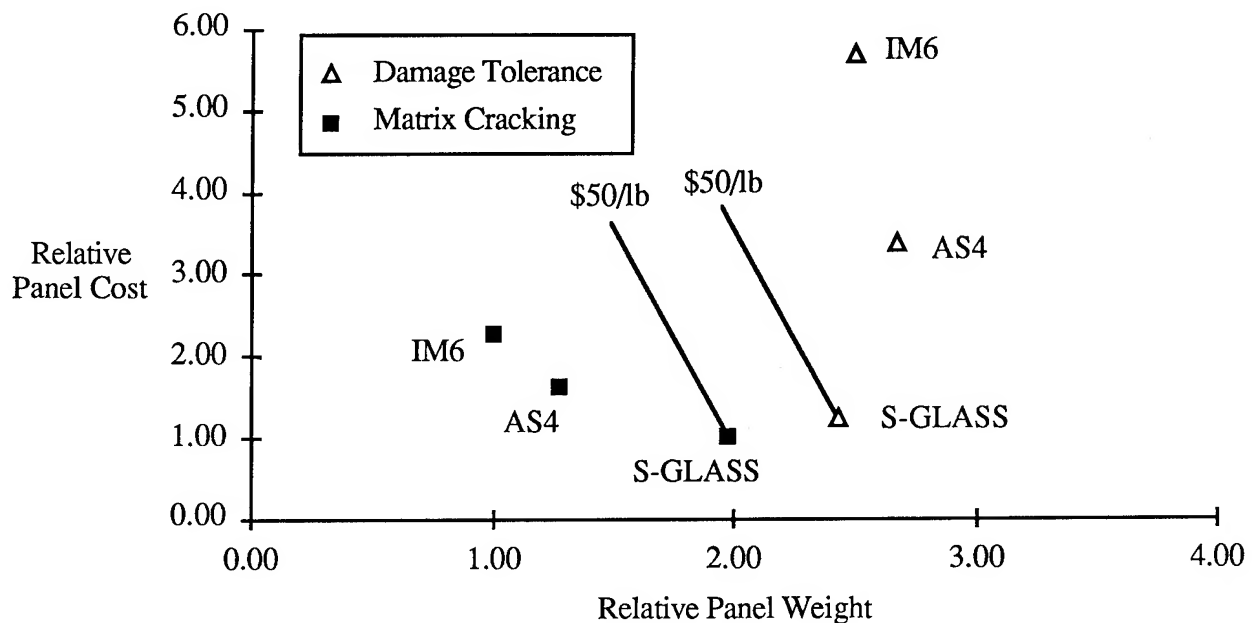 6.00
5.00
4.00
3.00
2.00
1.00
0.00
Relative
Panel Cost
Damage Tolerance
Matrix Cracking
IM6
$50/lb
$50/lb
AS4
IM6
AS4
S-GLASS
S-GLASS
0.00
1.00
2.00
3.00
4.00
Relative Panel Weight